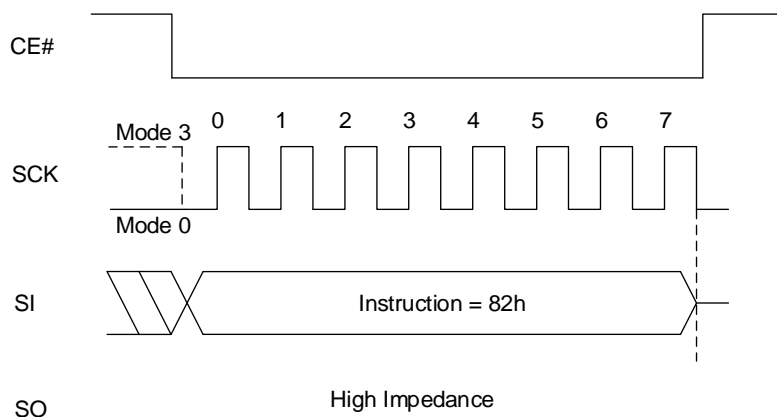 CE#
Mode 3 0 1 2 3 4 5 6 7
SCK
Mode 0
SI Instruction = 82h
SO High Impedance